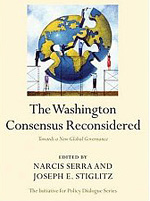 The Washington
Consensus Reconsidered
Towards a New Global Governance
EDITED BY
NARCIS SERRA AND
JOSEPH E. STIGLITZ
The Initiative for Policy Dialogue Series